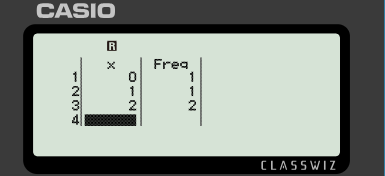 CASIO
R
x Freq
1 0 1
2 1 1
3 2 2
4
CLASSWIZ